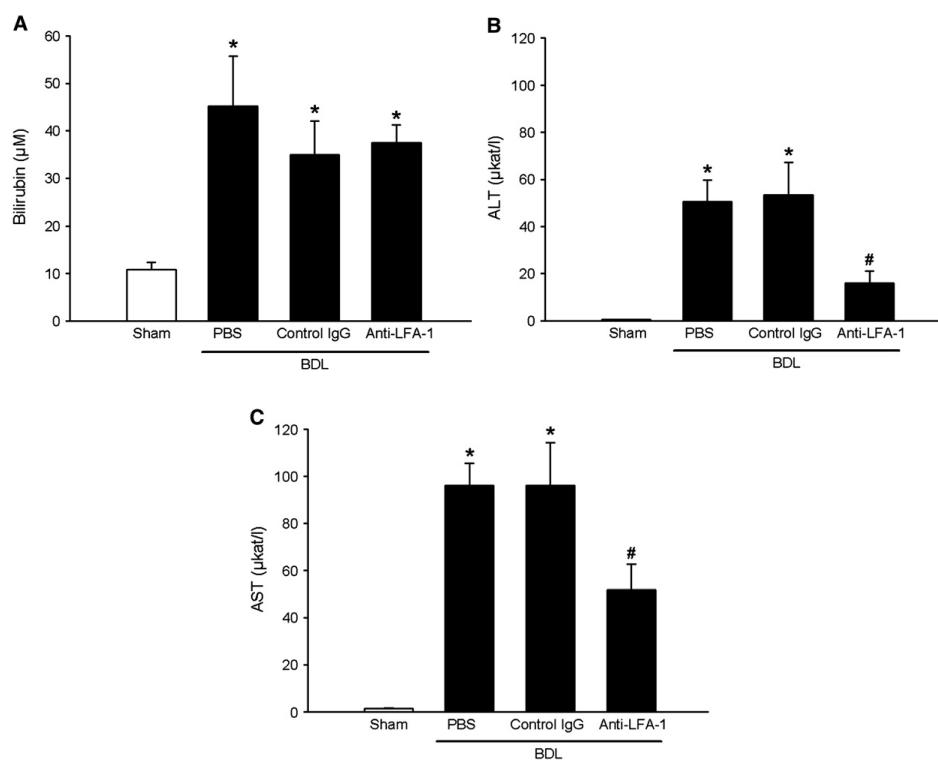 A
Bilirubin (µM)
60
50
40
30
20
10
0
*
*
*
Sham PBS Control IgG Anti-LFA-1
BDL
B
ALT (µkat/l)
120
100
80
60
40
20
0
*
*
#
Sham PBS Control IgG Anti-LFA-1
BDL
C
AST (µkat/l)
120
100
80
60
40
20
0
*
*
#
Sham PBS Control IgG Anti-LFA-1
BDL